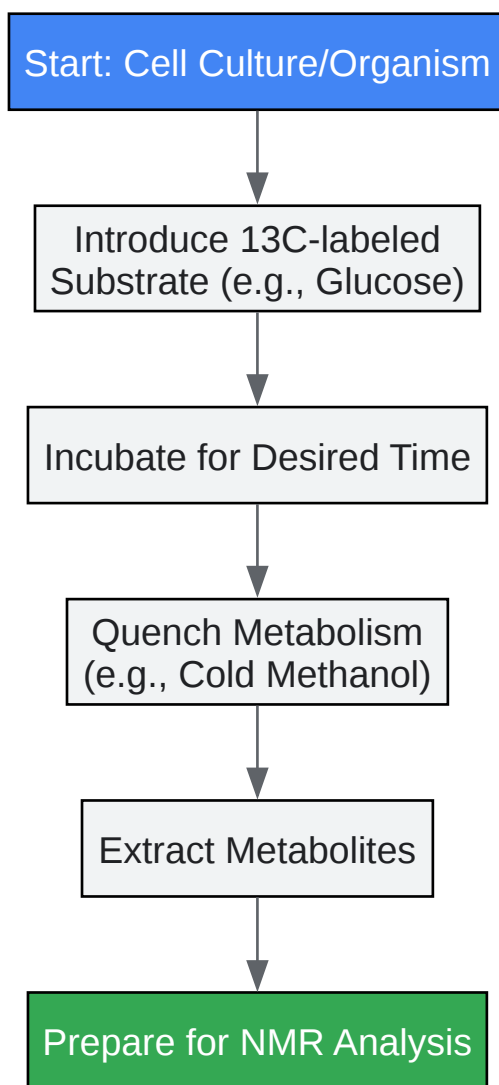 Start: Cell Culture/Organism
Introduce 13C-labeled
Substrate (e.g., Glucose)
Incubate for Desired Time
Quench Metabolism
(e.g., Cold Methanol)
Extract Metabolites
Prepare for NMR Analysis